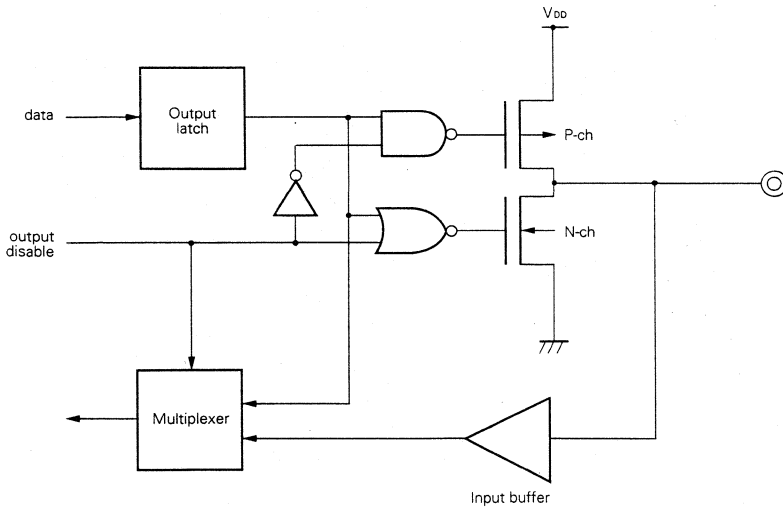 VDD
data
Output
latch
P-ch
output
disable
N-ch
Multiplexer
Input buffer